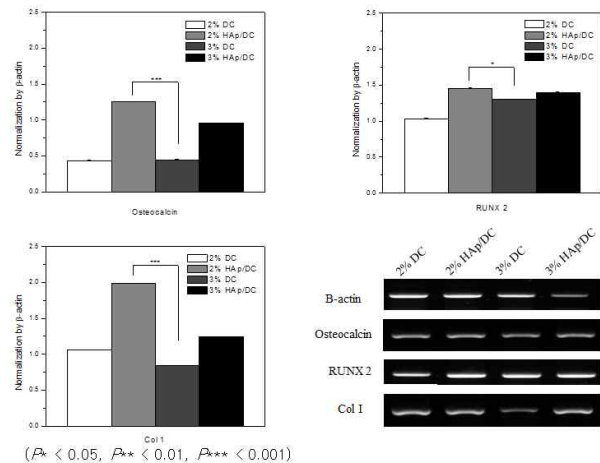 2% DC
2% HAp/DC
3% DC
3% HAp/DC
***
Normalization by β-actin
2.5
2.0
1.5
1.0
0.5
0.0
Osteocalcin
2% DC
2% HAp/DC
3% DC
3% HAp/DC
*
Normalization by β-actin
2.5
2.0
1.5
1.0
0.5
0.0
RUNX 2
2% DC
2% HAp/DC
3% DC
3% HAp/DC
***
Normalization by β-actin
2.5
2.0
1.5
1.0
0.5
0.0
Col 1
2% DC
2% HAp/DC
3% DC
3% HAp/DC
B-actin
Osteocalcin
RUNX 2
Col I
(P* < 0.05, P** < 0.01, P*** < 0.001)